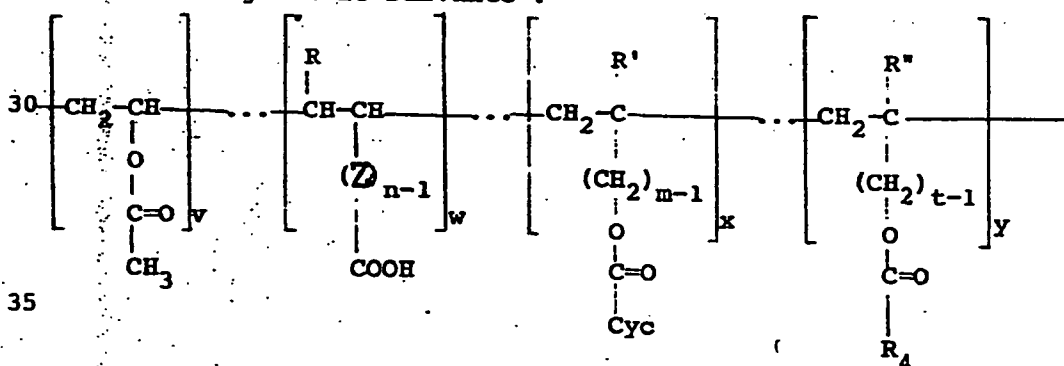 R R' R"
30 CH2 CH ... CH CH ... CH2 C ... CH2 C
O (Z)n-1 (CH2)m-1 (CH2)t-1
C=O v w O x O y
CH3 COOH C=O C=O
35 Cyc
R4